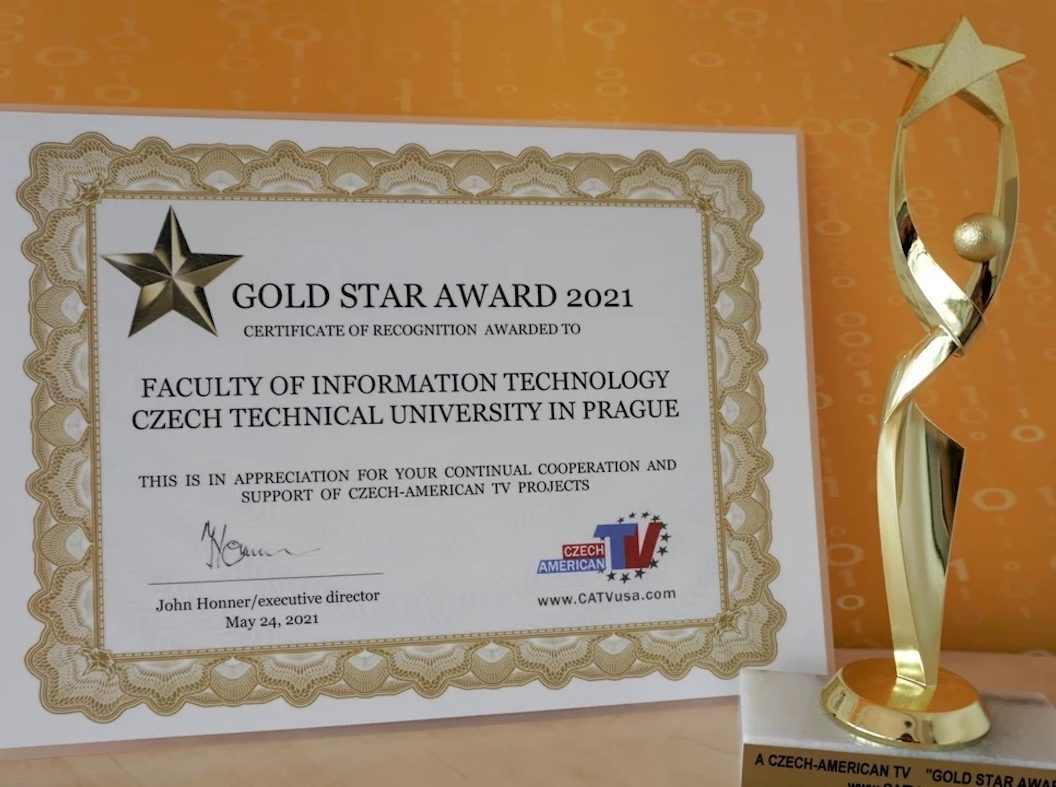 GOLD STAR AWARD 2021
CERTIFICATE OF RECOGNITION AWARDED TO
FACULTY OF INFORMATION TECHNOLOGY
CZECH TECHNICAL UNIVERSITY IN PRAGUE
THIS IS IN APPRECIATION FOR YOUR CONTINUAL COOPERATION AND
SUPPORT OF CZECH-AMERICAN TV PROJECTS
John Honner/executive director
May 24, 2021
CZECH
AMERICAN TV
www.CATVusa.com
A CZECH-AMERICAN TV "GOLD STAR